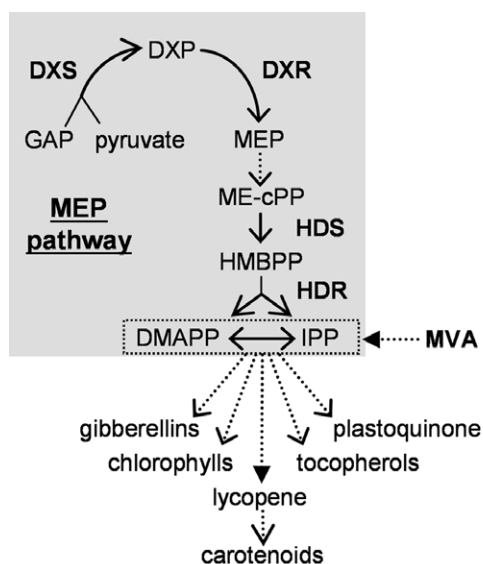 DXP
DXS
DXR
GAP pyruvate
MEP
ME-cPP
MEP
pathway
HDS
HMBPP
HDR
DMAPP IPP
MVA
gibberellins
plastoquinone
chlorophylls
tocopherols
lycopene
carotenoids